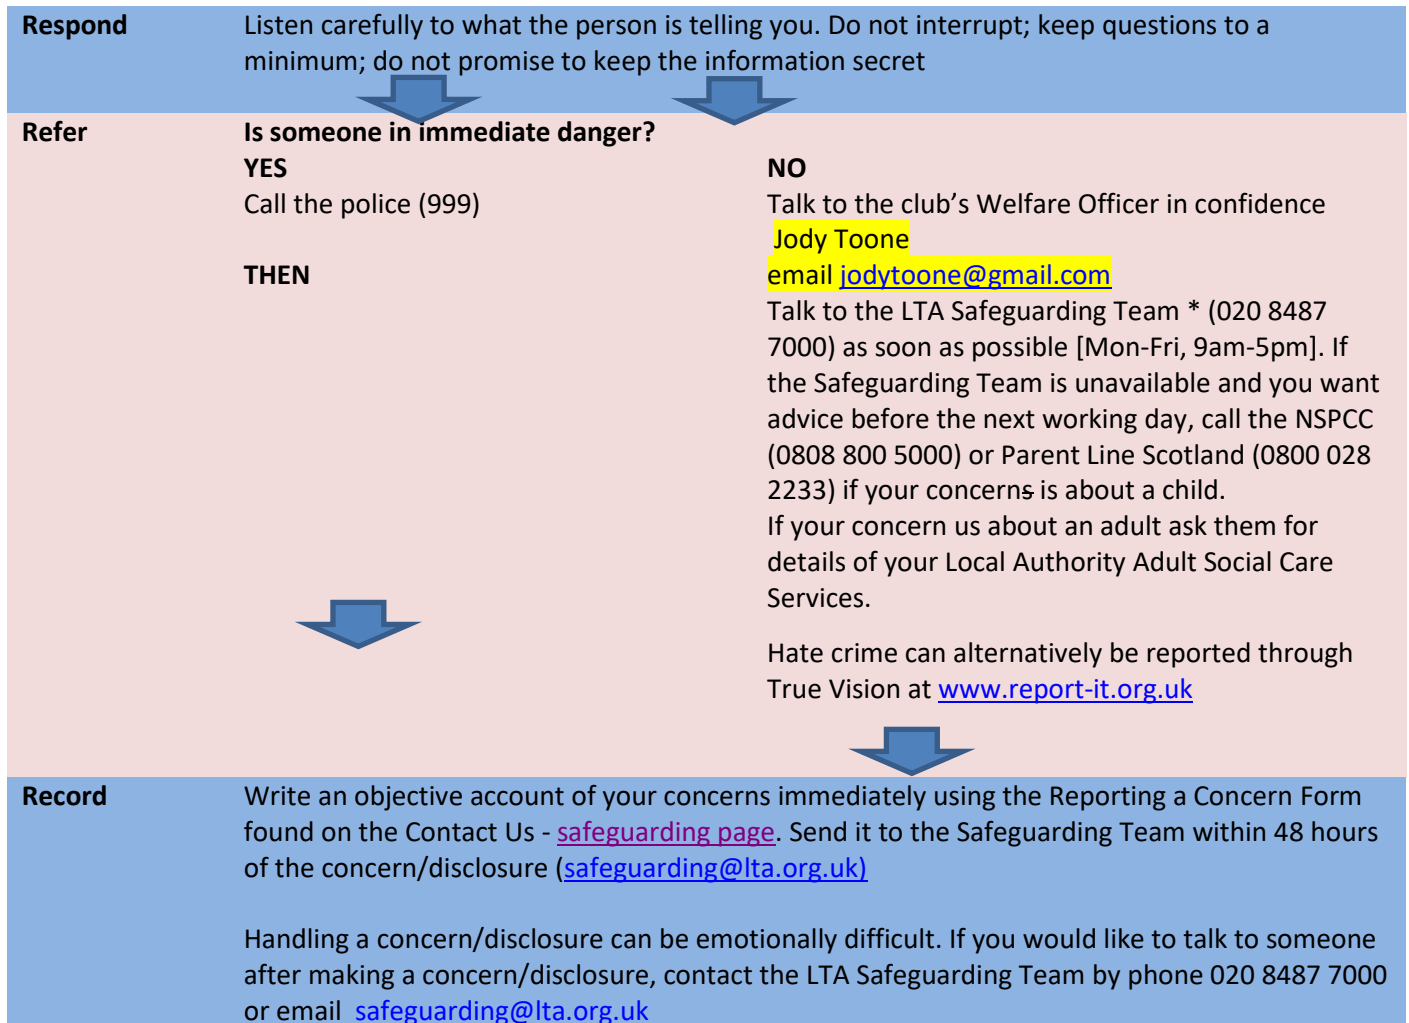 Respond
Listen carefully to what the person is telling you. Do not interrupt; keep questions to a
minimum; do not promise to keep the information secret
Refer
Is someone in immediate danger?
YES
Call the police (999)
THEN
NO
Talk to the club’s Welfare Officer in confidence
Jody Toone
email jodytoone@gmail.com
Talk to the LTA Safeguarding Team * (020 8487
7000) as soon as possible [Mon-Fri, 9am-5pm]. If
the Safeguarding Team is unavailable and you want
advice before the next working day, call the NSPCC
(0808 800 5000) or Parent Line Scotland (0800 028
2233) if your concerns is about a child.
If your concern us about an adult ask them for
details of your Local Authority Adult Social Care
Services.
Hate crime can alternatively be reported through
True Vision at www.report-it.org.uk
Record
Write an objective account of your concerns immediately using the Reporting a Concern Form
found on the Contact Us - safeguarding page. Send it to the Safeguarding Team within 48 hours
of the concern/disclosure (safeguarding@lta.org.uk)
Handling a concern/disclosure can be emotionally difficult. If you would like to talk to someone
after making a concern/disclosure, contact the LTA Safeguarding Team by phone 020 8487 7000
or email safeguarding@lta.org.uk